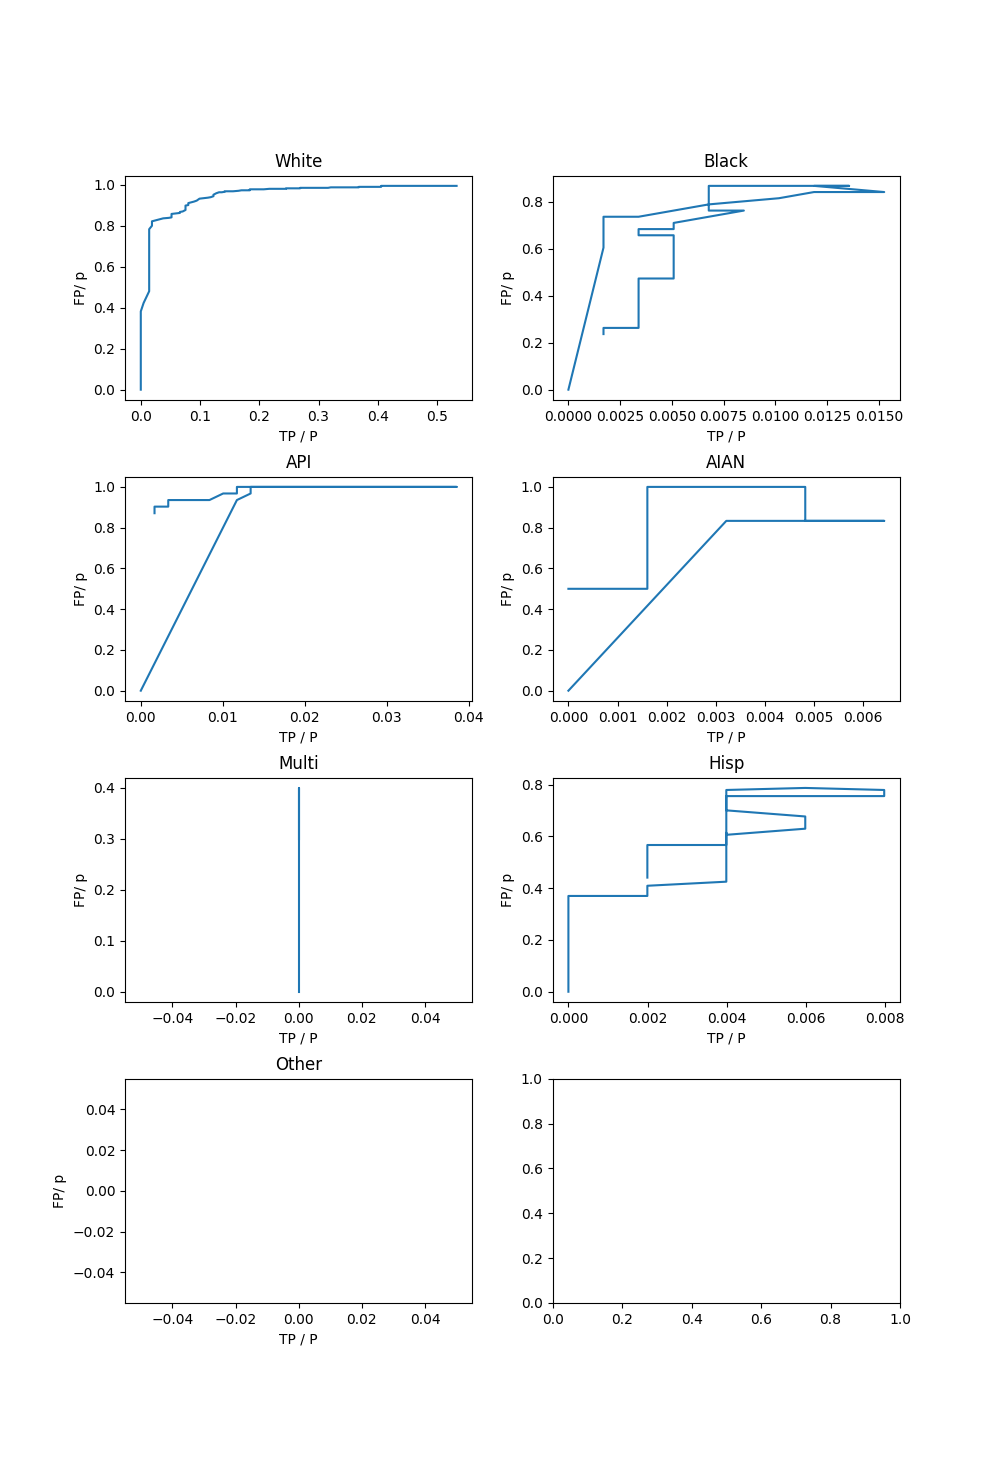 White
1.0
0.8
0.6
0.4
0.2
0.0
FP/ p
0.0 0.1 0.2 0.3 0.4 0.5
TP / P
Black
0.8
0.6
0.4
0.2
0.0
FP/ p
0.0000 0.0025 0.0050 0.0075 0.0100 0.0125 0.0150
TP / P
API
1.0
0.8
0.6
0.4
0.2
0.0
FP/ p
0.00 0.01 0.02 0.03 0.04
TP / P
AIAN
1.0
0.8
0.6
0.4
0.2
0.0
FP/ p
0.000 0.001 0.002 0.003 0.004 0.005 0.006
TP / P
Multi
0.4
0.3
0.2
0.1
0.0
FP/ p
−0.04 −0.02 0.00 0.02 0.04
TP / P
Hisp
0.8
0.6
0.4
0.2
0.0
FP/ p
0.000 0.002 0.004 0.006 0.008
TP / P
Other
0.04
0.02
0.00
−0.02
−0.04
FP/ p
−0.04 −0.02 0.00 0.02 0.04
TP / P
1.0
0.8
0.6
0.4
0.2
0.0
0.0 0.2 0.4 0.6 0.8 1.0